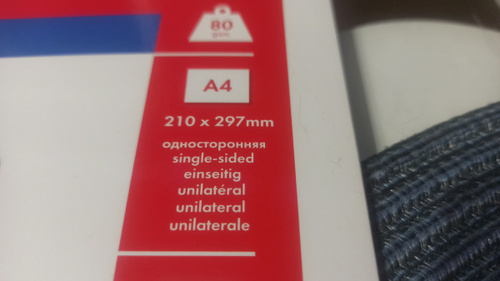 80
gsm
A4
210 x 297mm
односторонняя
single-sided
einseitig
unilatéral
unilateral
unilaterale